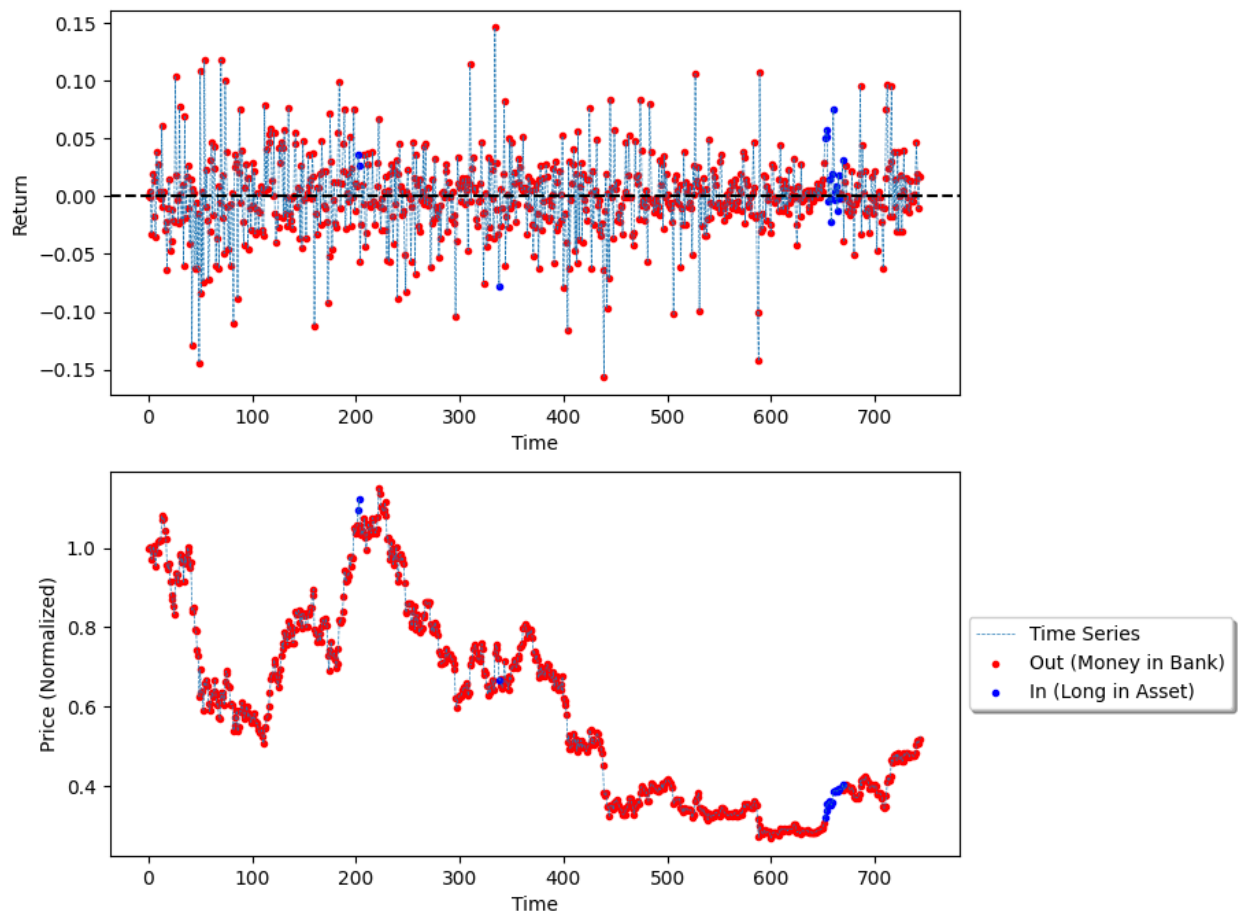 0.15
0.10
0.05
0.00
−0.05
−0.10
−0.15
Return
0 100 200 300 400 500 600 700
Time
1.0
0.8
0.6
0.4
Price (Normalized)
0 100 200 300 400 500 600 700
Time
Time Series
Out (Money in Bank)
In (Long in Asset)